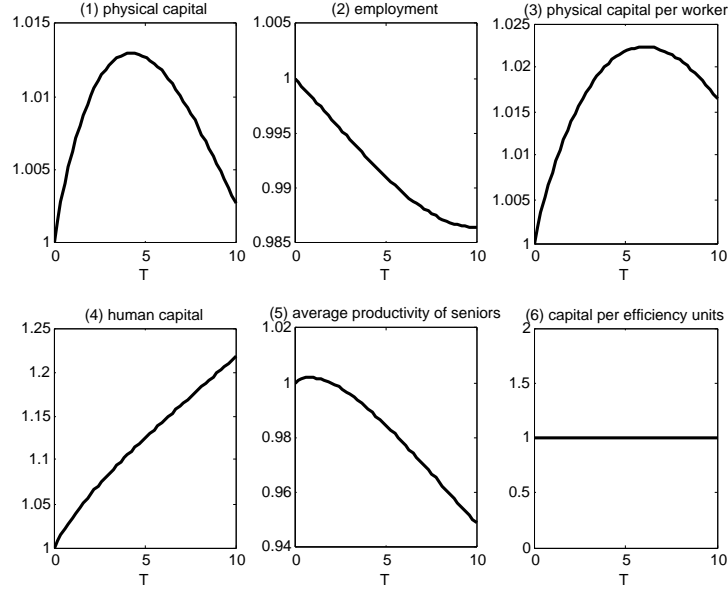 (1) physical capital
1.015
1.01
1.005
1
0 5 10
T
(2) employment
1.005
1
0.995
0.99
0.985
0 5 10
T
(3) physical capital per worker
1.025
1.02
1.015
1.01
1.005
1
0 5 10
T
(4) human capital
1.25
1.2
1.15
1.1
1.05
1
0 5 10
T
(5) average productivity of seniors
1.02
1
0.98
0.96
0.94
0 5 10
T
(6) capital per efficiency units
2
1.5
1
0.5
0
0 5 10
T